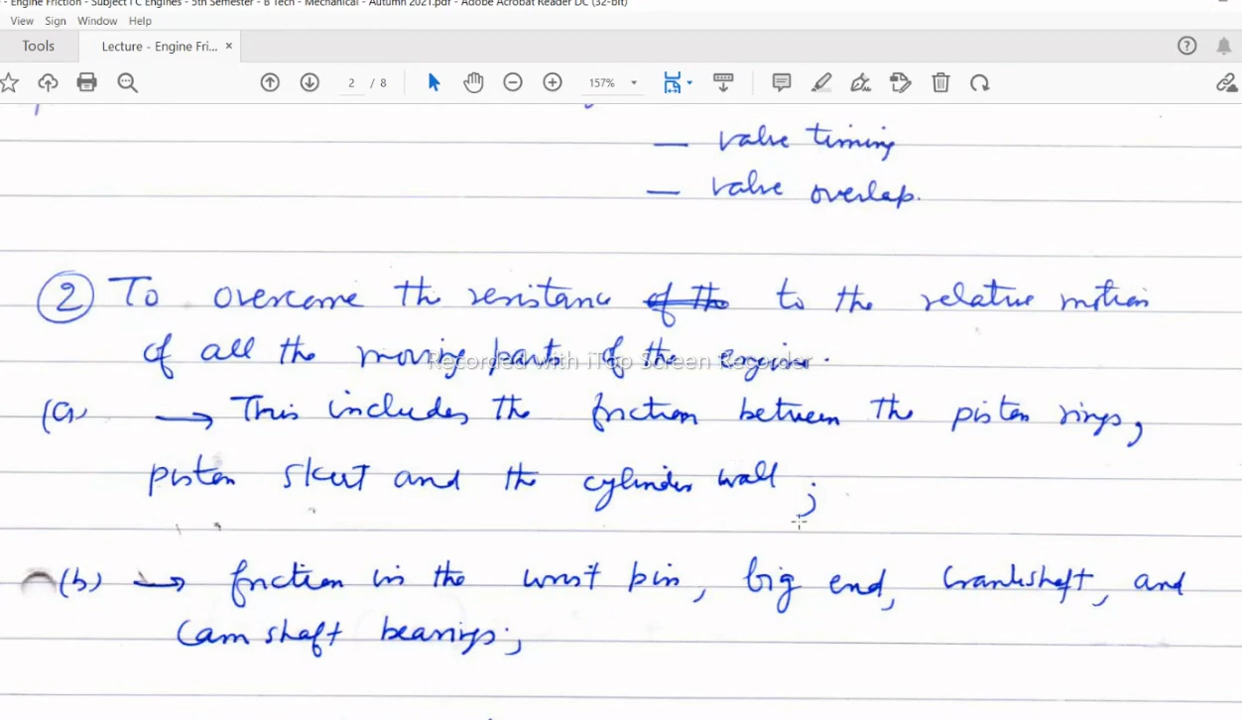 - Engine Friction - Subject I C Engines - 5th Semester - B Tech - Mechanical - Autumn 2021.pdf - Adobe Acrobat Reader DC (32-bit)
View Sign Window Help
Tools Lecture - Engine Fri... ×
2 / 8 157%
— valve timing
— valve overlap.
② To overcome the resistance of the to the relative motion
of all the moving parts of the engine.
Recorded with iTop Screen Recorder
(a) → This includes the friction between the piston rings,
piston skirt and the cylinder wall ;
(b) → friction in the wrist pin, big end, crankshaft, and
camshaft bearings;